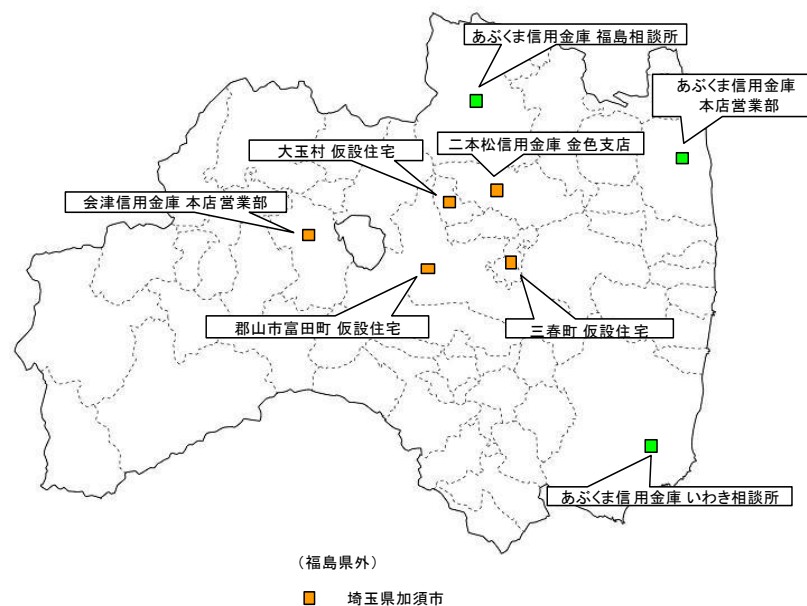 あぶくま信用金庫 福島相談所
あぶくま信用金庫
本店営業部
二本松信用金庫 金色支店
大玉村 仮設住宅
会津信用金庫 本店営業部
郡山市富田町 仮設住宅
三春町 仮設住宅
あぶくま信用金庫 いわき相談所
（福島県外）
埼玉県加須市